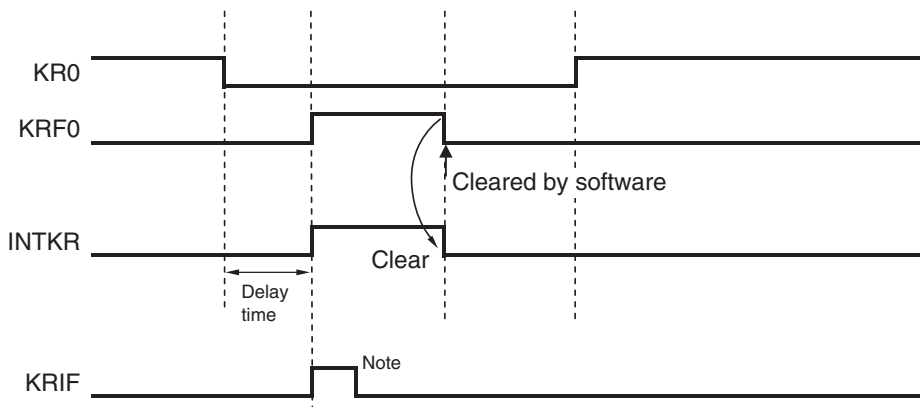 KR0
KRF0
Cleared by software
INTKR
Clear
Delay
time
Note
KRIF